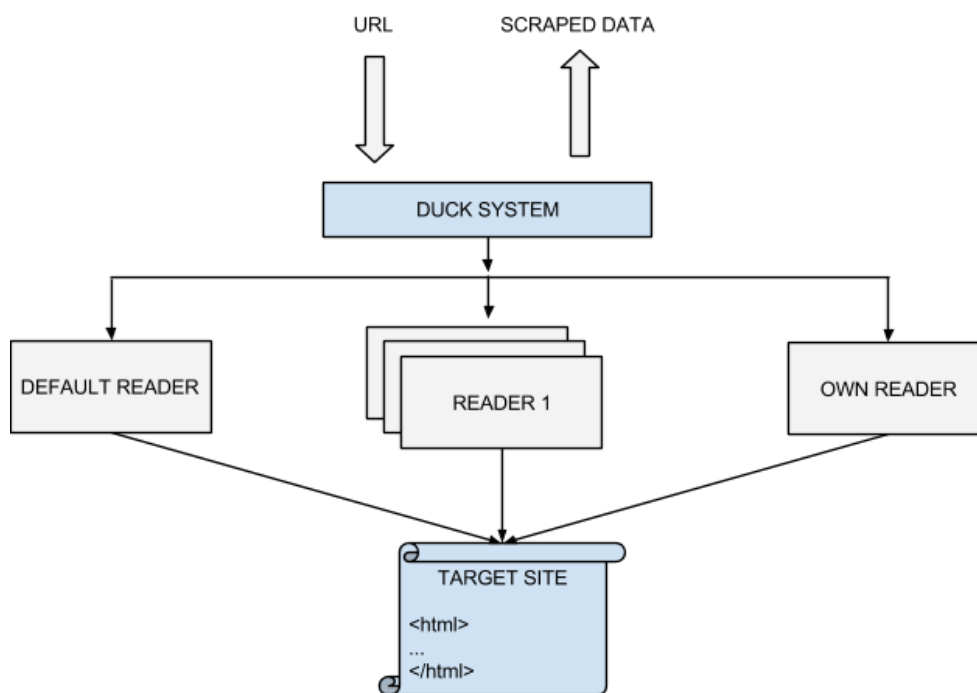 URL
SCRAPED DATA
DUCK SYSTEM
DEFAULT READER
READER 1
OWN READER
TARGET SITE
<html>
...
</html>